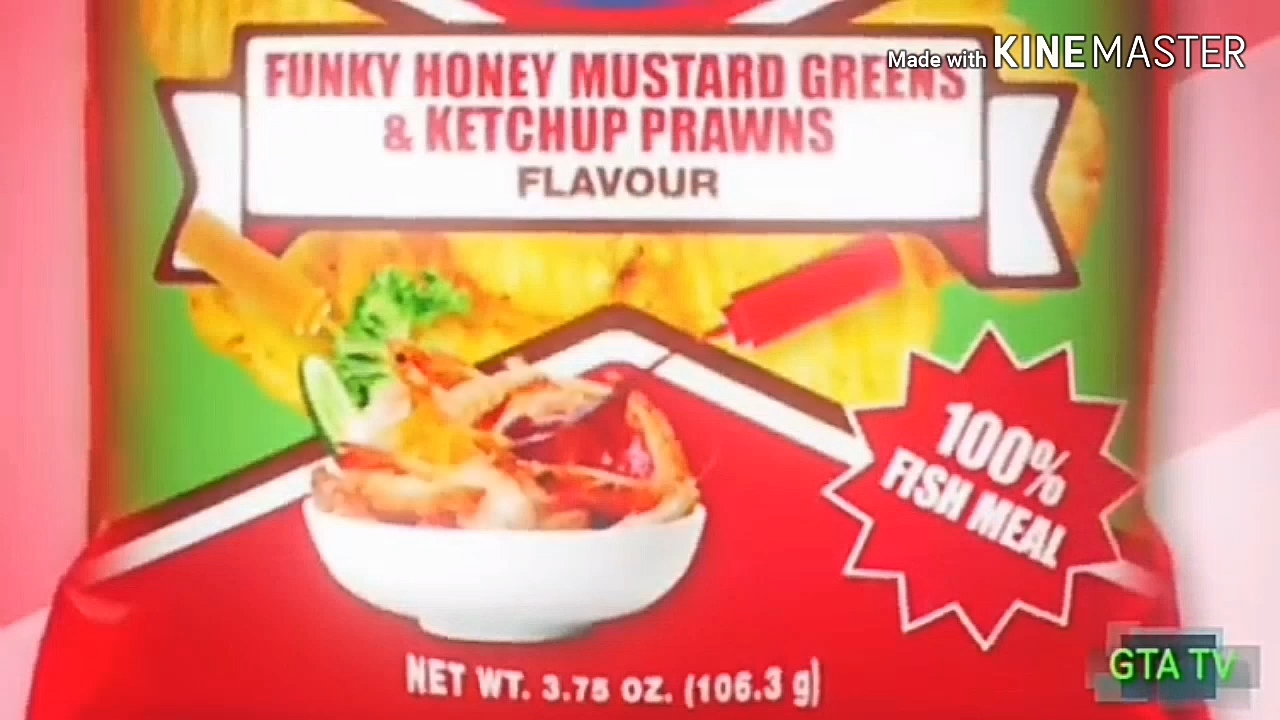 Made with KINEMASTER
FUNKY HONEY MUSTARD GREENS
& KETCHUP PRAWNS
FLAVOUR
100%
FISH MEAL
NET WT. 3.75 OZ. (106.3 g)
GTA TV